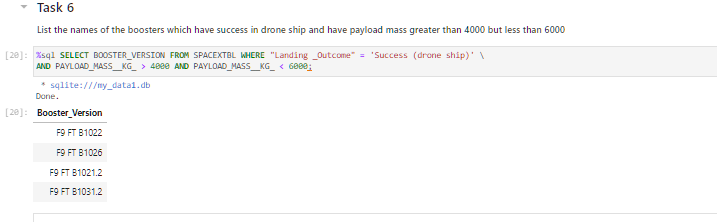 Task 6
List the names of the boosters which have success in drone ship and have payload mass greater than 4000 but less than 6000
[20]: %sql SELECT BOOSTER_VERSION FROM SPACEXTBL WHERE "Landing _Outcome" = 'Success (drone ship)' \
AND PAYLOAD_MASS__KG_ > 4000 AND PAYLOAD_MASS__KG_ < 6000;
* sqlite:///my_data1.db
Done.
[20]: Booster_Version
F9 FT B1022
F9 FT B1026
F9 FT B1021.2
F9 FT B1031.2